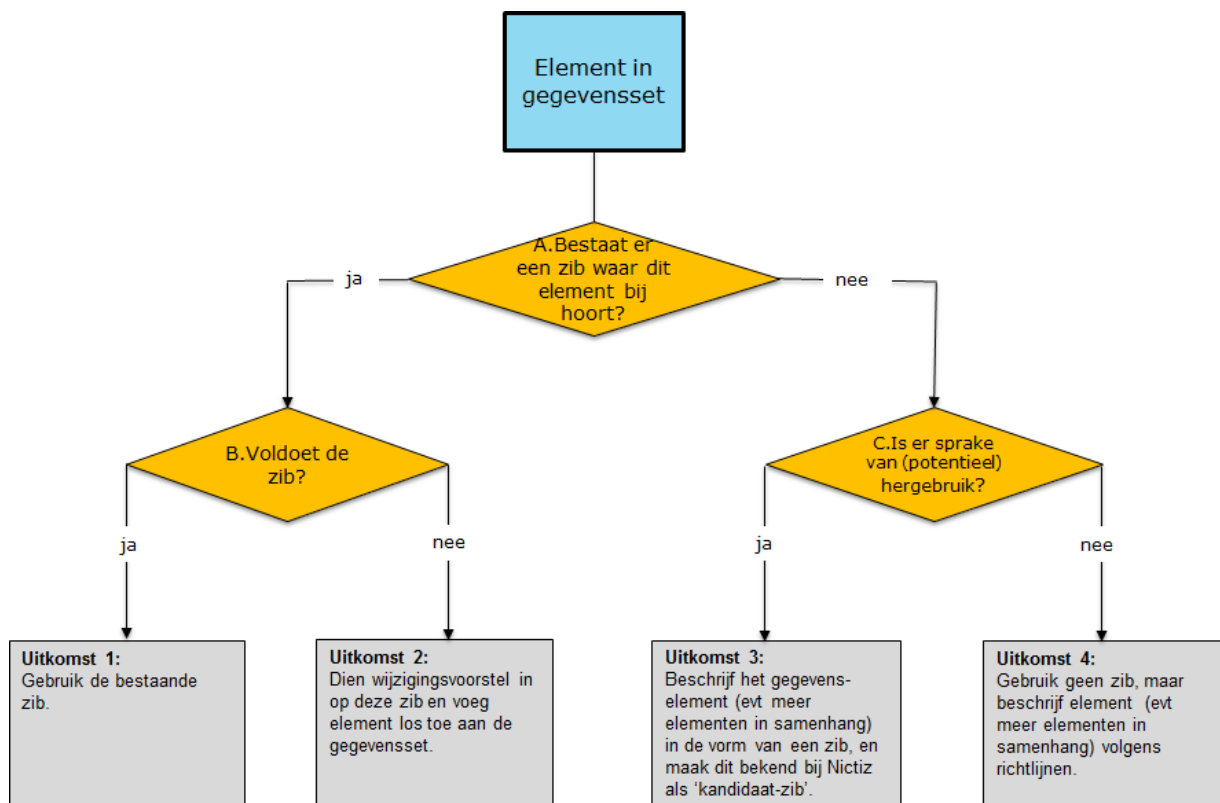 Element in
gegevensset
A.Bestaat er
een zib waar dit
element bij
hoort?
ja
nee
B.Voldoet de
zib?
C.Is er sprake
van (potentieel)
hergebruik?
ja
nee
ja
nee
Uitkomst 1:
Gebruik de bestaande
zib.
Uitkomst 2:
Dien wijzigingsvoorstel in
op deze zib en voeg
element los toe aan de
gegevensset.
Uitkomst 3:
Beschrijf het gegevens-
element (evt meer
elementen in samenhang)
in de vorm van een zib, en
maak dit bekend bij Nictiz
als ‘kandidaat-zib’.
Uitkomst 4:
Gebruik geen zib, maar
beschrijf element (evt
meer elementen in
samenhang) volgens
richtlijnen.